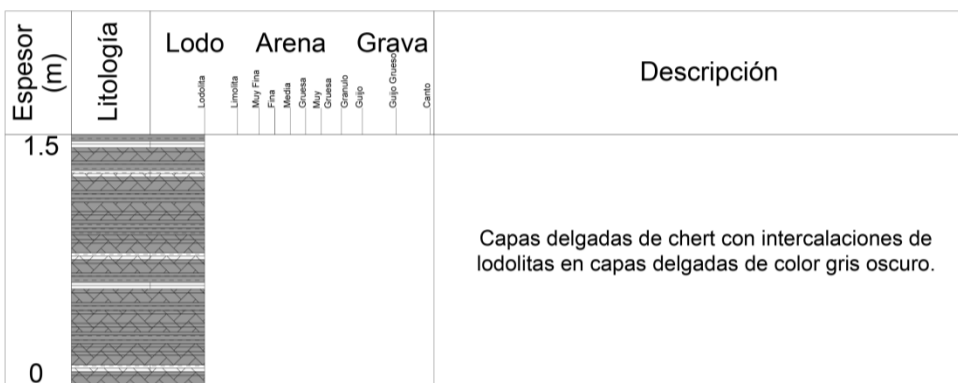 Espesor
(m)
Litología
Lodo Arena Grava
Lodolita
Limolita
Muy Fina
Fina
Media
Gruesa
Muy
Gruesa
Granulo
Guijo
Guijo Grueso
Canto
Descripción
1.5
Capas delgadas de chert con intercalaciones de
lodolitas en capas delgadas de color gris oscuro.
0